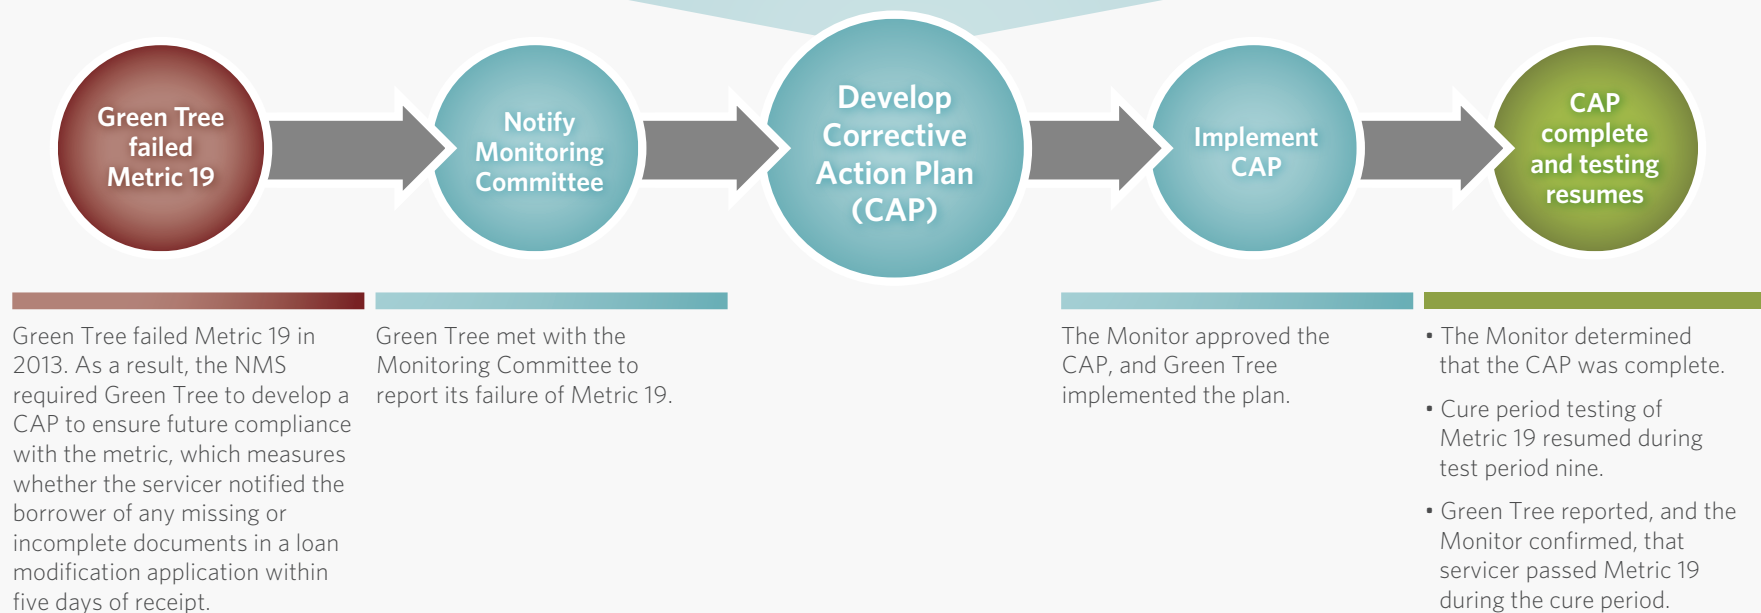 Green Tree
failed
Metric 19
Notify
Monitoring
Committee
Develop
Corrective
Action Plan
(CAP)
Implement
CAP
CAP
complete
and testing
resumes
Green Tree failed Metric 19 in
2013. As a result, the NMS
required Green Tree to develop a
CAP to ensure future compliance
with the metric, which measures
whether the servicer notified the
borrower of any missing or
incomplete documents in a loan
modification application within
five days of receipt.
Green Tree met with the
Monitoring Committee to
report its failure of Metric 19.
The Monitor approved the
CAP, and Green Tree
implemented the plan.
• The Monitor determined
that the CAP was complete.
• Cure period testing of
Metric 19 resumed during
test period nine.
• Green Tree reported, and the
Monitor confirmed, that
servicer passed Metric 19
during the cure period.